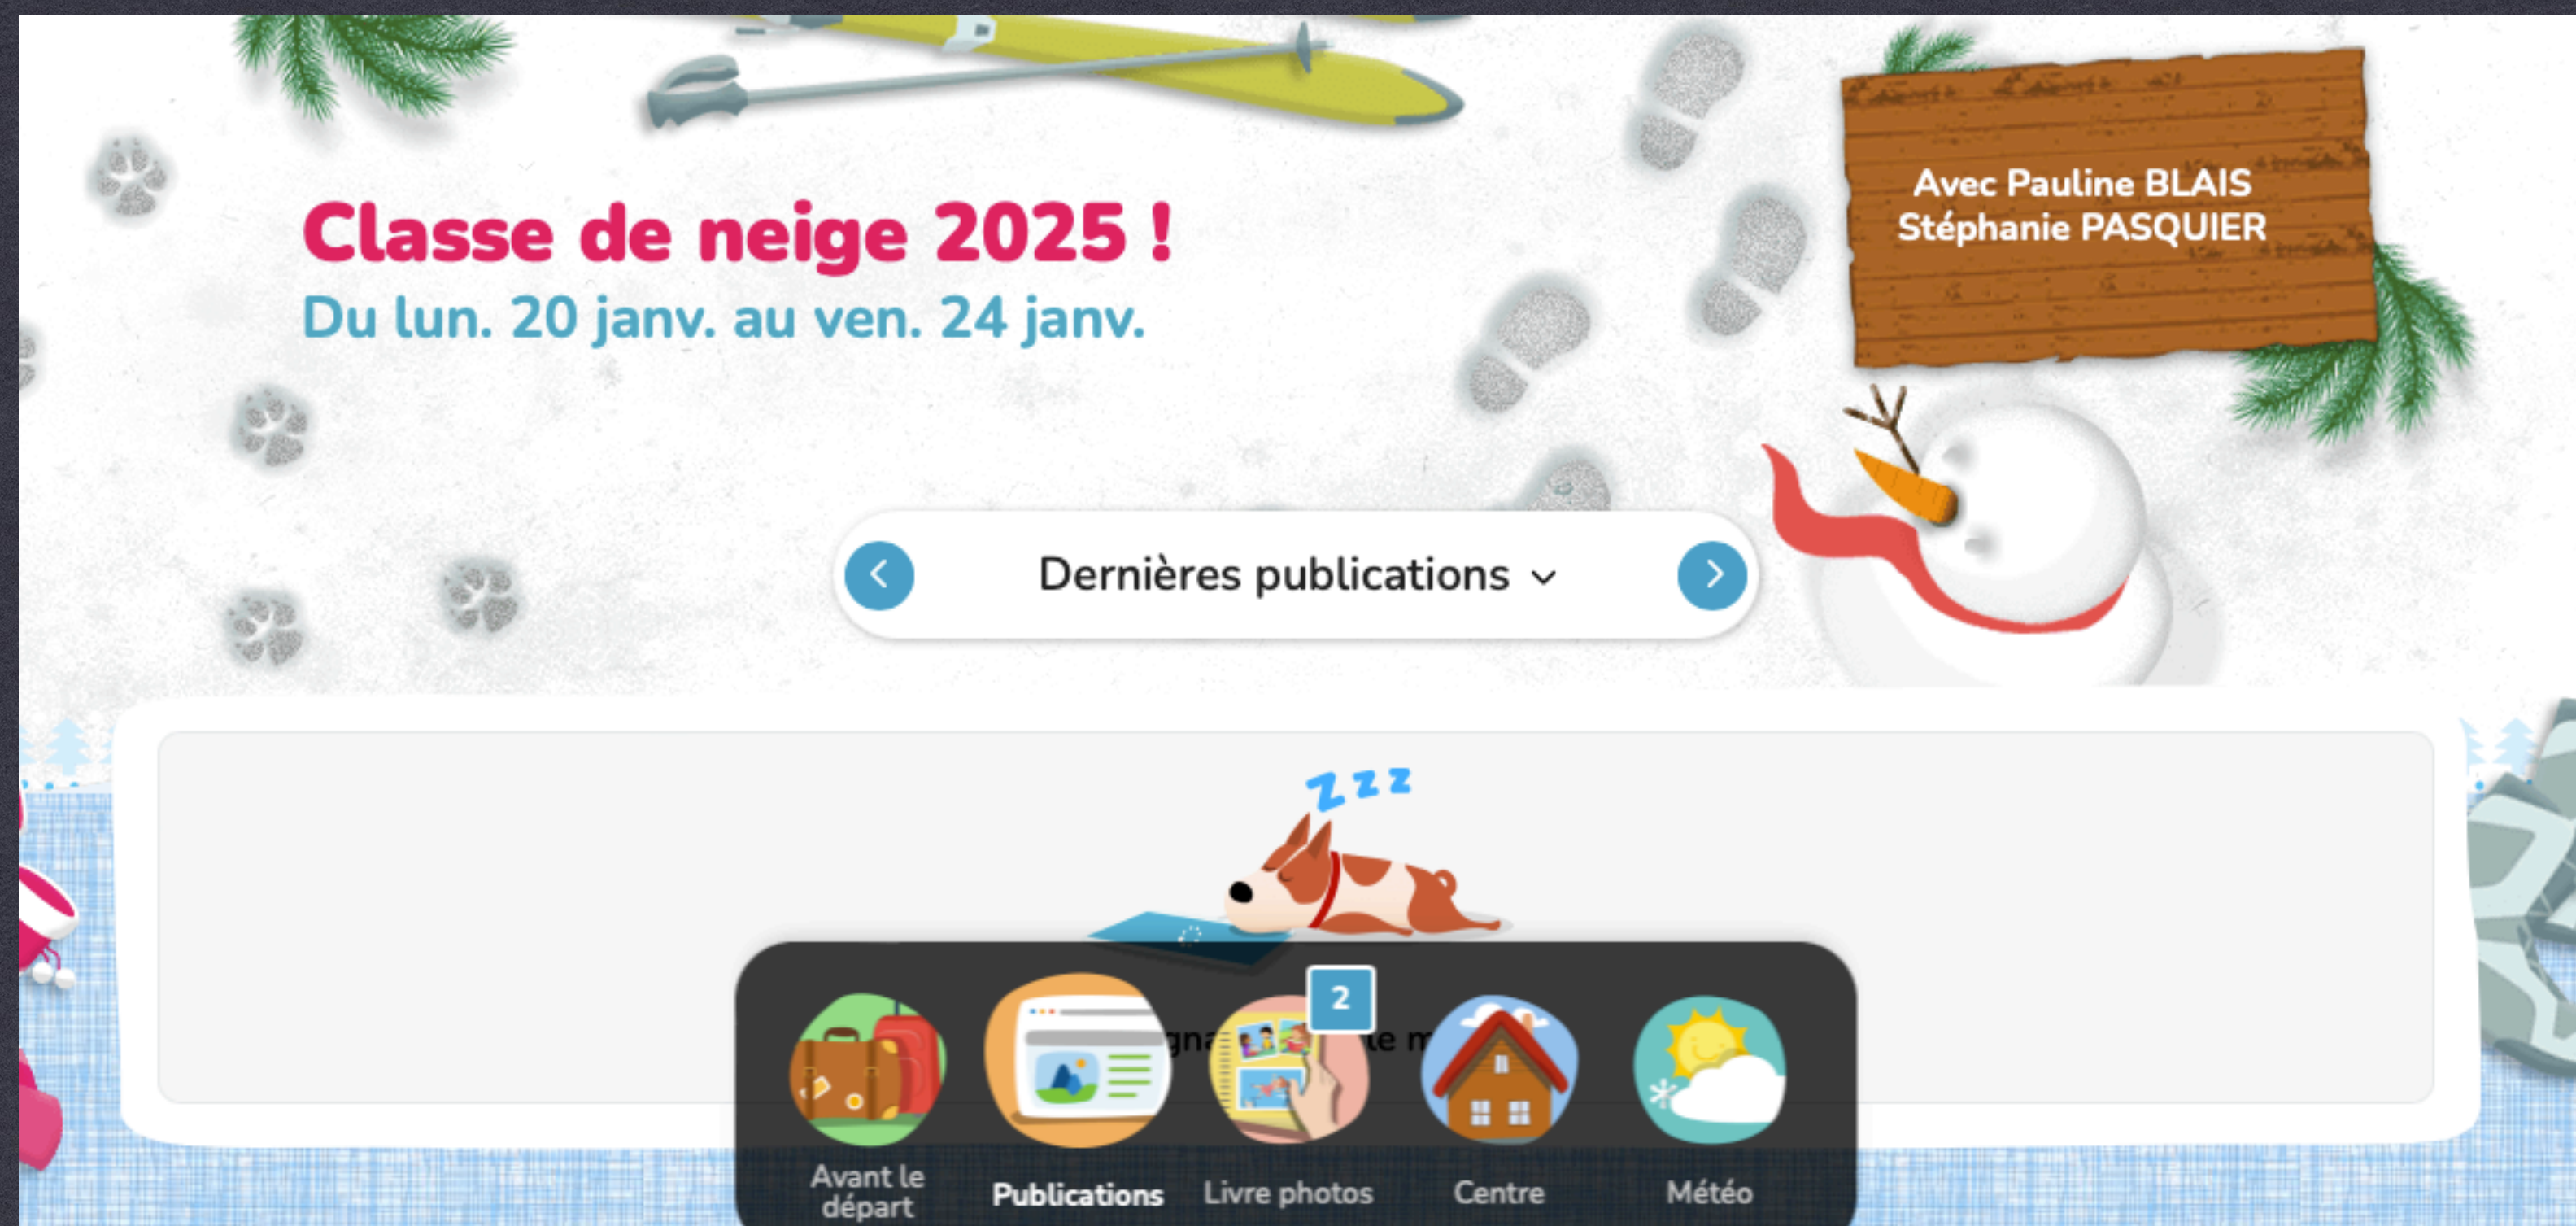 Classe de neige 2025 !
Du lun. 20 janv. au ven. 24 janv.
Avec Pauline BLAIS
Stéphanie PASQUIER
Dernières publications
Z z z
2
le
Avant le
départ
Publications
Livre photos
Centre
Météo